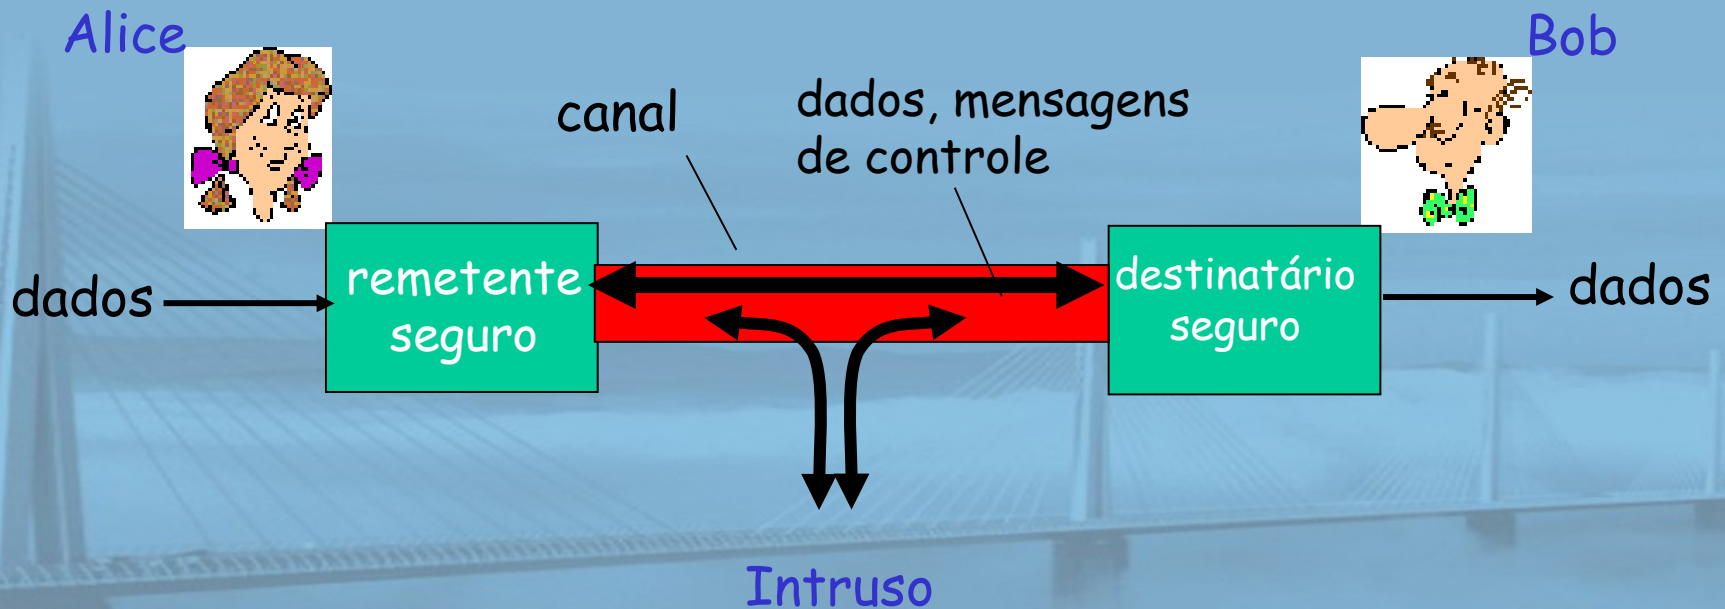 Alice
Bob
canal
dados, mensagens
de controle
dados
remetente
seguro
destinatário
seguro
dados
Intruso